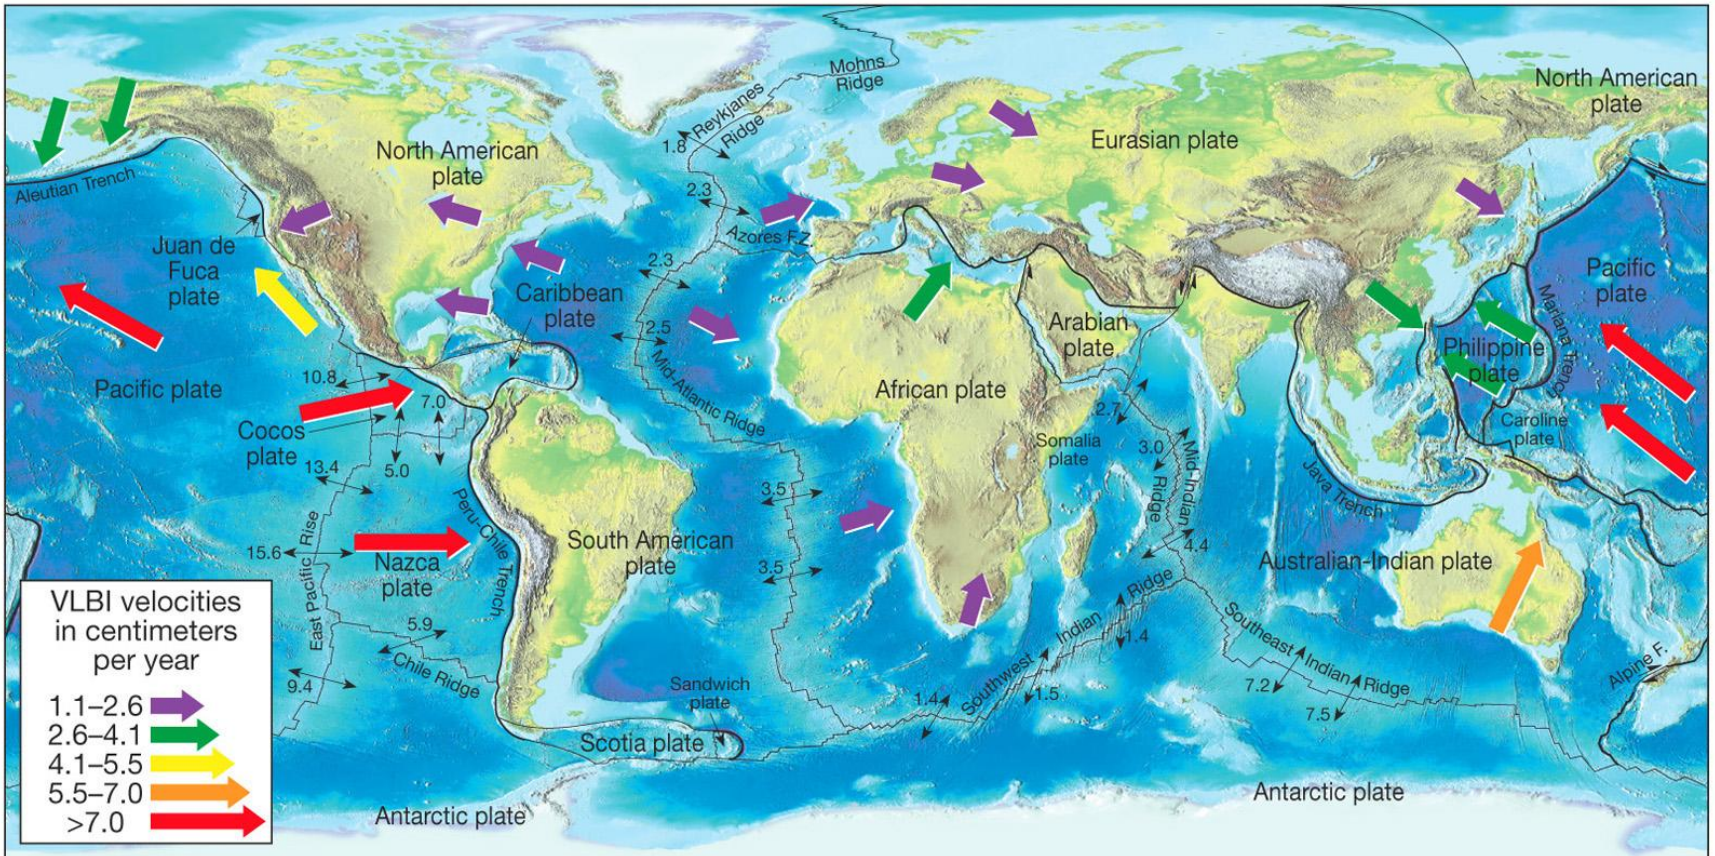 Mohns
Ridge
North American
plate
Reykjanes
Ridge
1.8
Eurasian plate
North American
plate
Aleutian Trench
2.3
Azores F.Z.
Juan de
Fuca
plate
2.3
Caribbean
plate
Pacific
plate
Mariana Trench
Arabian
plate
Philippine
plate
2.5
Mid-Atlantic Ridge
10.8
Pacific plate
7.0
African plate
2.7
Caroline
plate
Cocos
plate
5.0
Somalia
plate
3.0
Mid-Indian
Ridge
13.4
3.5
Java Trench
Peru-Chile Trench
East Pacific Rise
15.6
Nazca
plate
South American
plate
4.4
Australian-Indian plate
3.5
VLBI velocities
in centimeters
per year
1.1–2.6
2.6–4.1
4.1–5.5
5.5–7.0
>7.0
5.9
Chile Ridge
9.4
Southwest Indian Ridge
1.4
1.5
1.4
Southeast Indian Ridge
7.2
7.5
Alpine F.
Sandwich
plate
Scotia plate
Antarctic plate
Antarctic plate